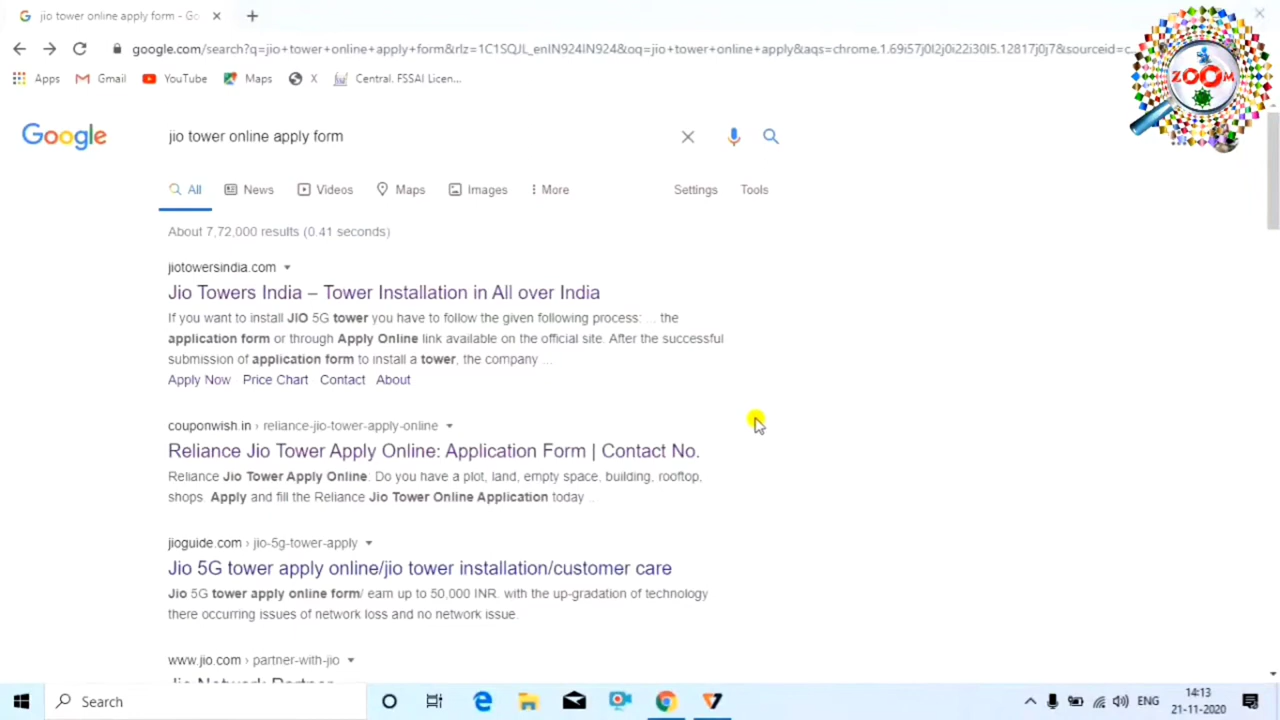 jio tower online apply form - Go
google.com/search?q=jio+tower+online+apply+form&rlz=1C1SQJL_enIN924IN924&oq=jio+tower+online+apply&aqs=chrome.1.69i57j0l2j0i22i30l5.12817j0j7&sourceid=c...
Apps Gmail YouTube Maps X Central. FSSAI Licen...
ZOOM
Google jio tower online apply form
All News Videos Maps Images More Settings Tools
About 7,72,000 results (0.41 seconds)
jiotowersindia.com
Jio Towers India – Tower Installation in All over India
If you want to install JIO 5G tower you have to follow the given following process: ... the
application form or through Apply Online link available on the official site. After the successful
submission of application form to install a tower, the company ...
Apply Now Price Chart Contact About
couponwish.in › reliance-jio-tower-apply-online
Reliance Jio Tower Apply Online: Application Form | Contact No.
Reliance Jio Tower Apply Online. Do you have a plot, land, empty space, building, rooftop,
shops. Apply and fill the Reliance Jio Tower Online Application today ...
jioguide.com › jio-5g-tower-apply
Jio 5G tower apply online/jio tower installation/customer care
Jio 5G tower apply online form/ earn up to 50,000 INR. with the up-gradation of technology
there occurring issues of network loss and no network issue.
www.jio.com › partner-with-jio
Jio Network Partner
Search ENG 14:13
21-11-2020